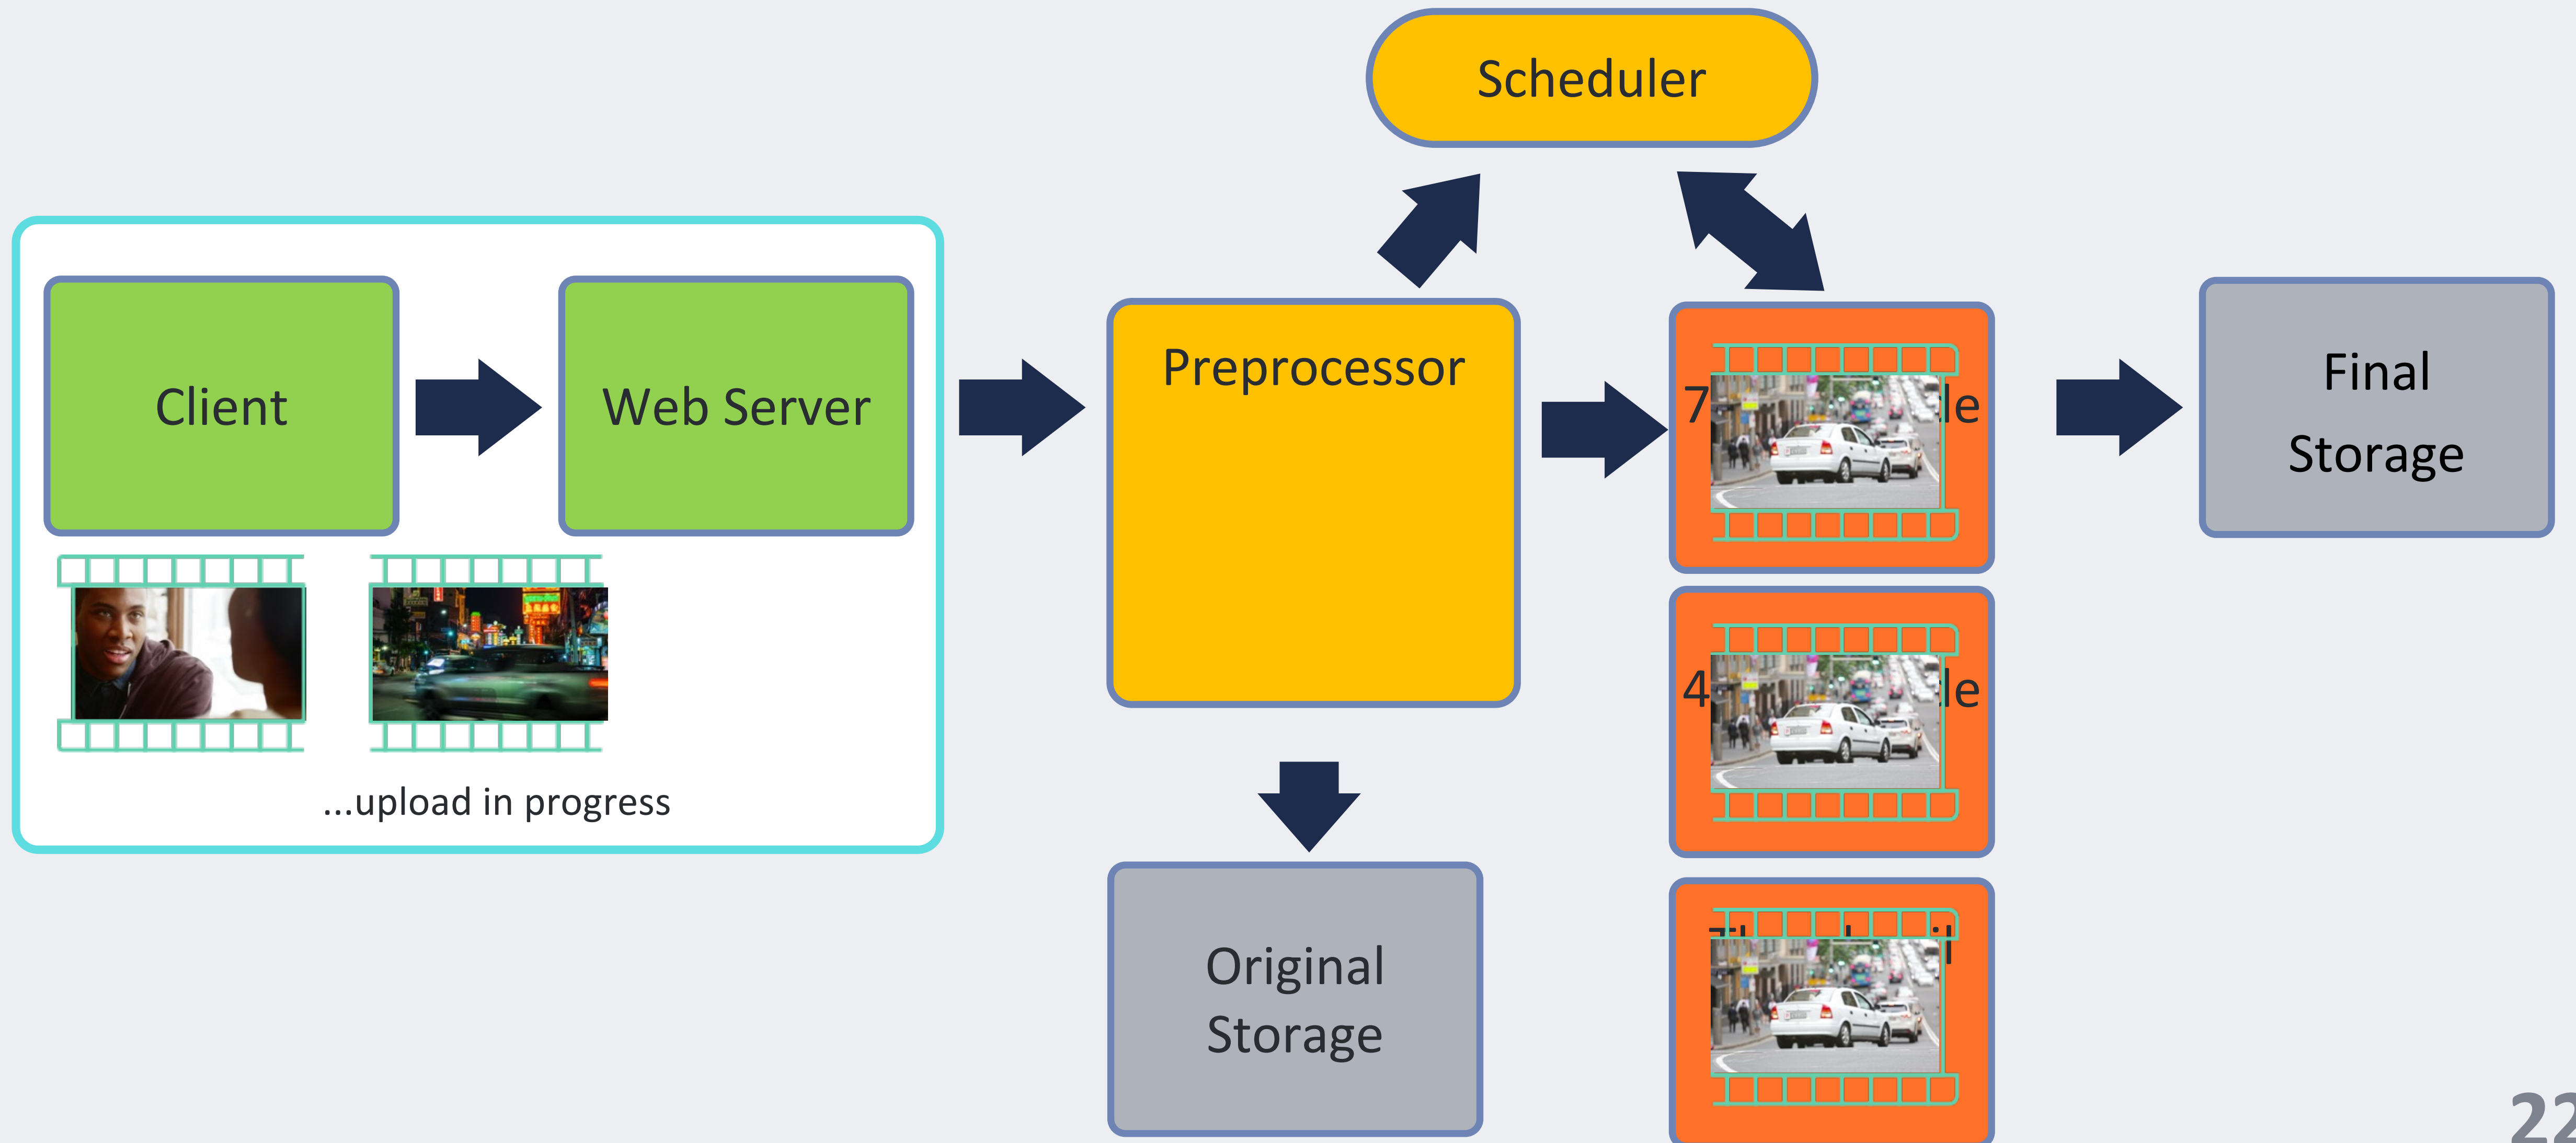 Scheduler
Client
Web Server
Preprocessor
Final
Storage
...upload in progress
Original
Storage
22